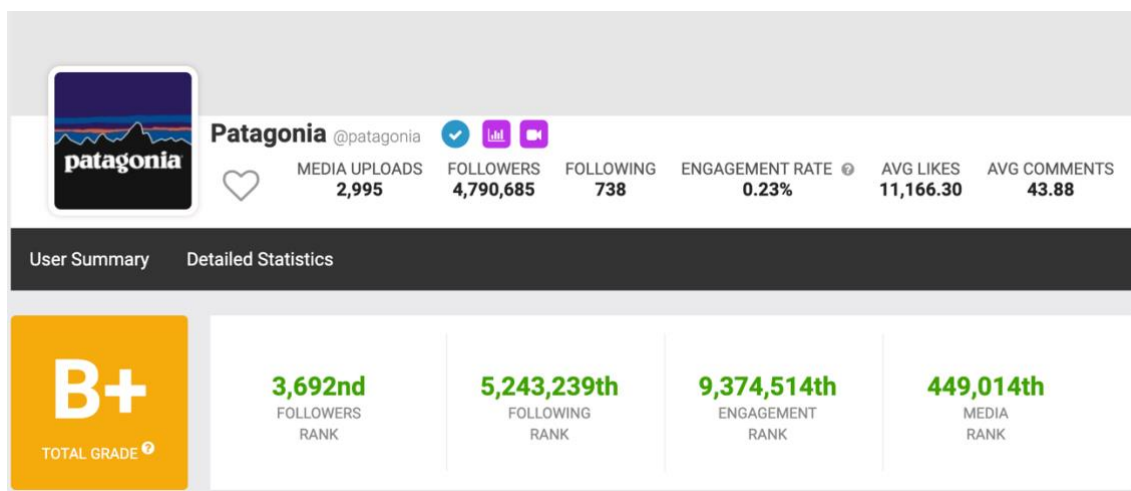 patagonia
Patagonia @patagonia
MEDIA UPLOADS FOLLOWERS FOLLOWING ENGAGEMENT RATE ? AVG LIKES AVG COMMENTS
2,995 4,790,685 738 0.23% 11,166.30 43.88
User Summary Detailed Statistics
B+
TOTAL GRADE ?
3,692nd
FOLLOWERS
RANK
5,243,239th
FOLLOWING
RANK
9,374,514th
ENGAGEMENT
RANK
449,014th
MEDIA
RANK